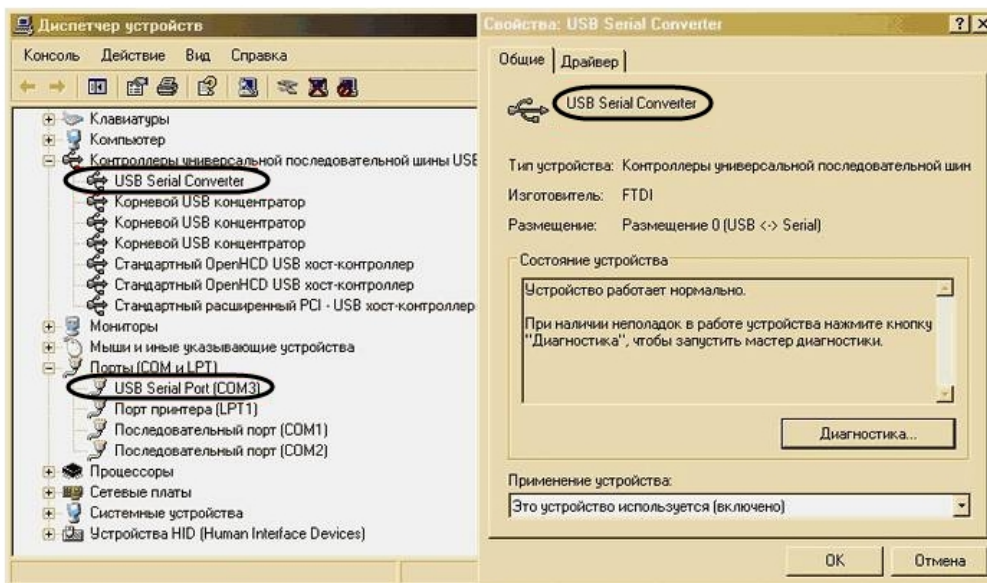 Диспетчер устройств
Консоль Действие Вид Справка
Клавиатуры
Компьютер
Контроллеры универсальной последовательной шины USB
USB Serial Converter
Корневой USB концентратор
Корневой USB концентратор
Корневой USB концентратор
Стандартный OpenHCD USB хост-контроллер
Стандартный OpenHCD USB хост-контроллер
Стандартный расширенный PCI - USB хост-контроллер
Мониторы
Мыши и иные указывающие устройства
Порты (COM и LPT)
USB Serial Port (COM3)
Порт принтера (LPT1)
Последовательный порт (COM1)
Последовательный порт (COM2)
Процессоры
Сетевые платы
Системные устройства
Устройства HID (Human Interface Devices)
Свойства: USB Serial Converter
Общие Драйвер
USB Serial Converter
Тип устройства: Контроллеры универсальной последовательной шин
Изготовитель: FTDI
Размещение: Размещение 0 (USB <-> Serial)
Состояние устройства
Устройство работает нормально.
При наличии неполадок в работе устройства нажмите кнопку
"Диагностика", чтобы запустить мастер диагностики.
Диагностика...
Применение устройства:
Это устройство используется (включено)
OK Отмена